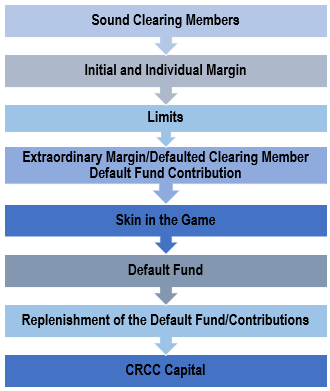 Sound Clearing Members
Initial and Individual Margin
Limits
Extraordinary Margin/Defaulted Clearing Member
Default Fund Contribution
Skin in the Game
Default Fund
Replenishment of the Default Fund/Contributions
CRCC Capital